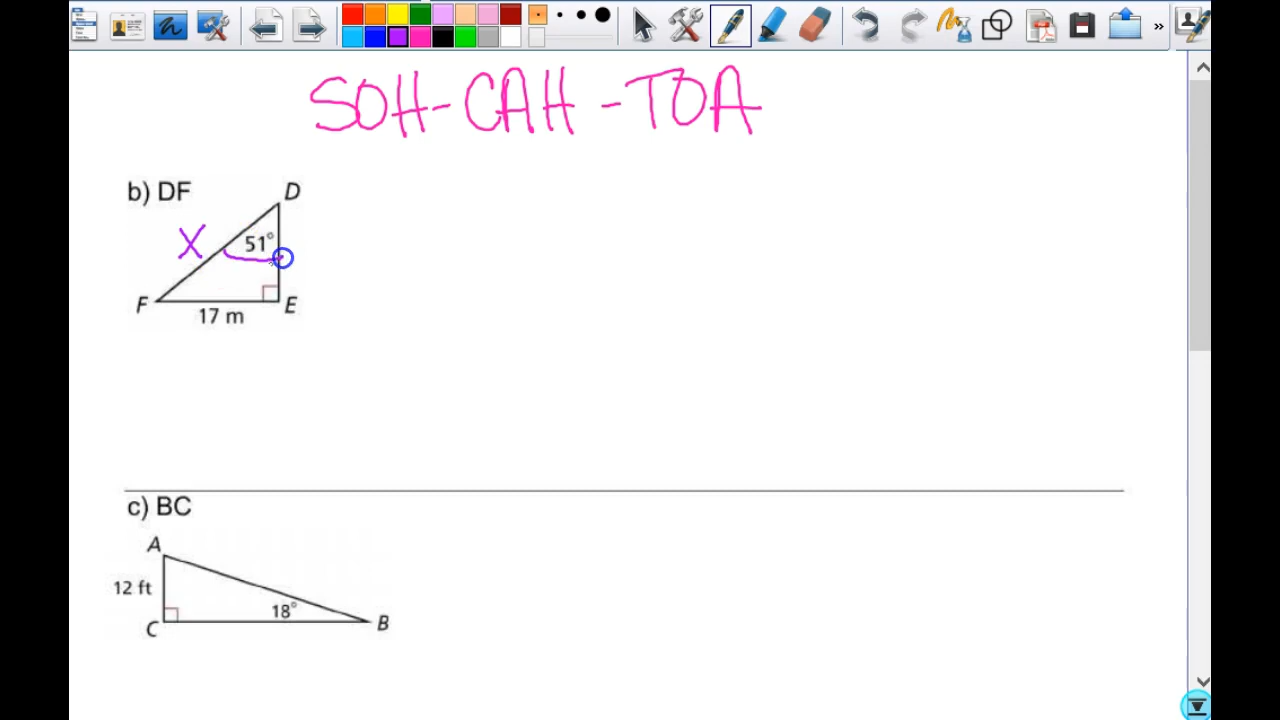 SOH-CAH-TOA
b) DF
D
X
51°
F
E
17 m
c) BC
A
12 ft
18°
C
B